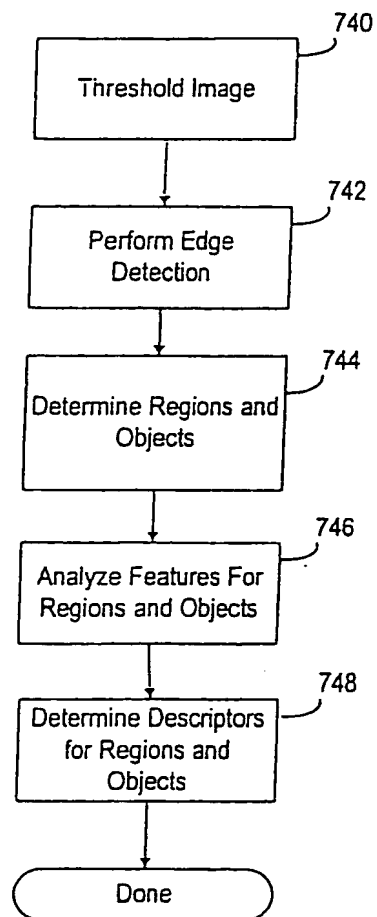 740
Threshold Image
742
Perform Edge
Detection
744
Determine Regions and
Objects
746
Analyze Features For
Regions and Objects
748
Determine Descriptors
for Regions and
Objects
Done